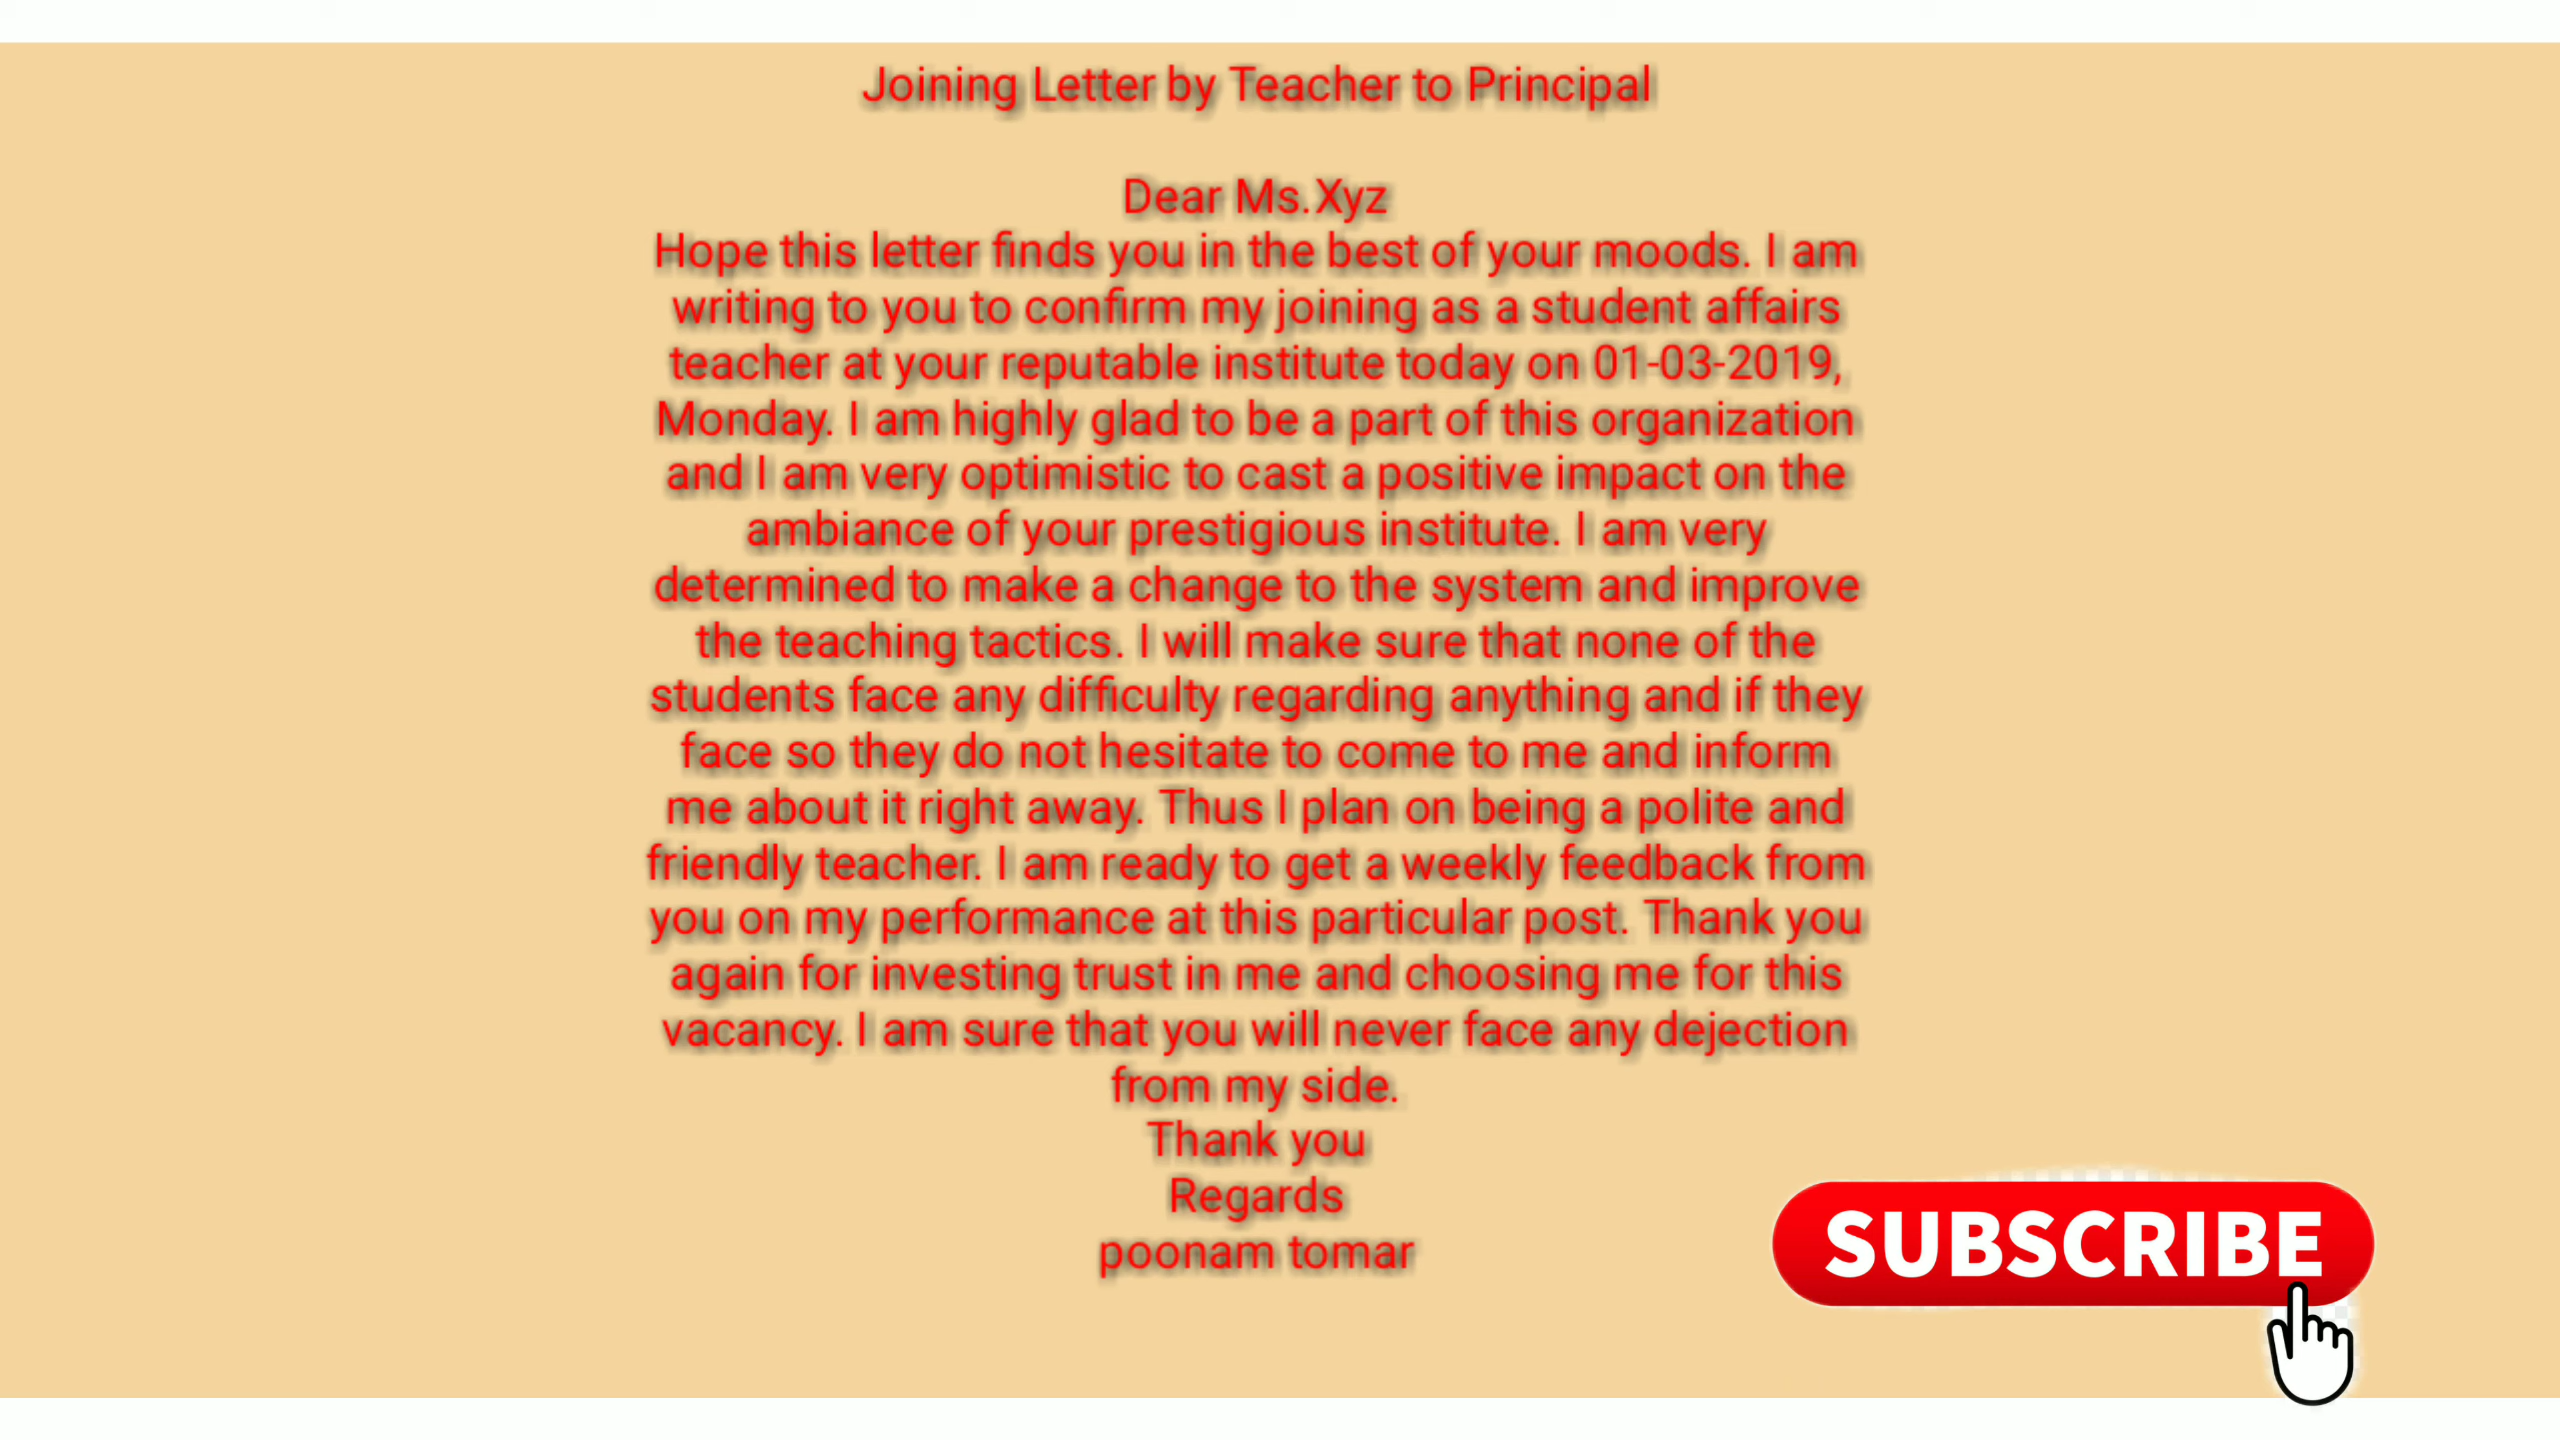 Joining Letter by Teacher to Principal
Dear Ms.Xyz
Hope this letter finds you in the best of your moods. I am
writing to you to confirm my joining as a student affairs
teacher at your reputable institute today on 01-03-2019,
Monday. I am highly glad to be a part of this organization
and I am very optimistic to cast a positive impact on the
ambiance of your prestigious institute. I am very
determined to make a change to the system and improve
the teaching tactics. I will make sure that none of the
students face any difficulty regarding anything and if they
face so they do not hesitate to come to me and inform
me about it right away. Thus I plan on being a polite and
friendly teacher. I am ready to get a weekly feedback from
you on my performance at this particular post. Thank you
again for investing trust in me and choosing me for this
vacancy. I am sure that you will never face any dejection
from my side.
Thank you
Regards
poonam tomar
SUBSCRIBE